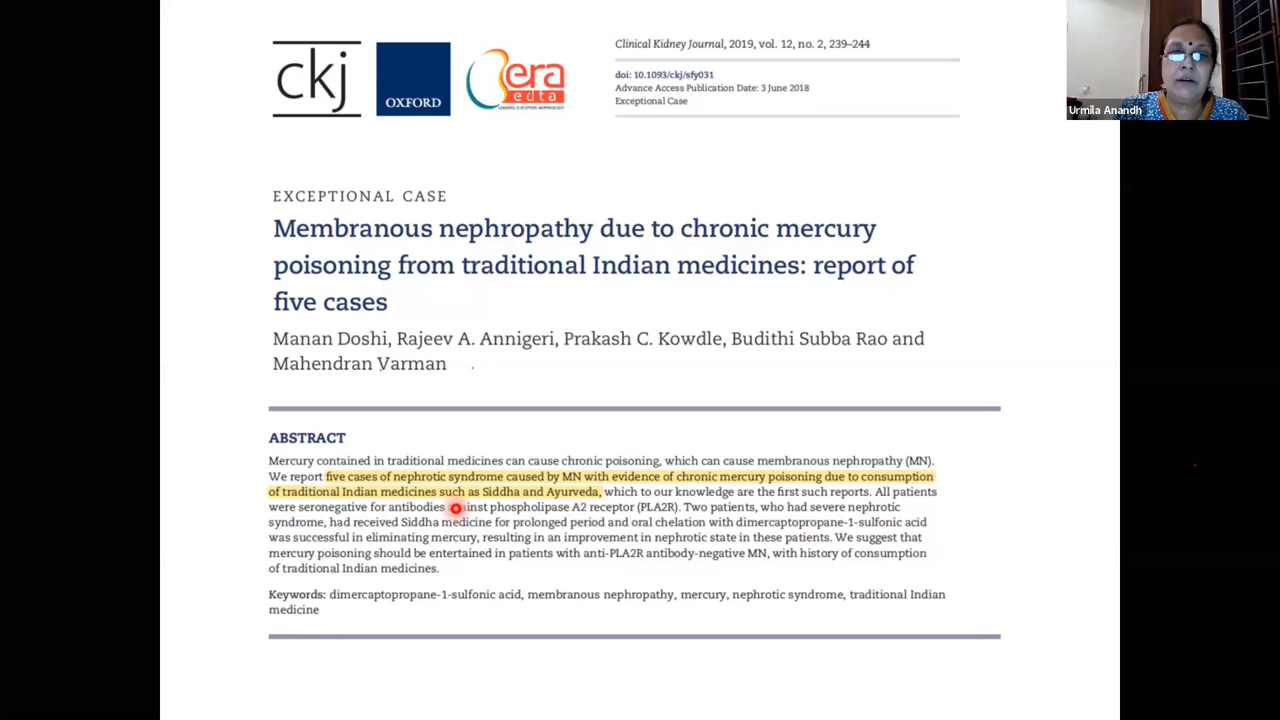 ckj
OXFORD
era
edta
LEADING EUROPEAN NEPHROLOGY
Clinical Kidney Journal, 2019, vol. 12, no. 2, 239–244
doi: 10.1093/ckj/sfy031
Advance Access Publication Date: 3 June 2018
Exceptional Case
Urmila Anandh
EXCEPTIONAL CASE
Membranous nephropathy due to chronic mercury
poisoning from traditional Indian medicines: report of
five cases
Manan Doshi, Rajeev A. Annigeri, Prakash C. Kowdle, Budithi Subba Rao and
Mahendran Varman
ABSTRACT
Mercury contained in traditional medicines can cause chronic poisoning, which can cause membranous nephropathy (MN).
We report five cases of nephrotic syndrome caused by MN with evidence of chronic mercury poisoning due to consumption
of traditional Indian medicines such as Siddha and Ayurveda, which to our knowledge are the first such reports. All patients
were seronegative for antibodies against phospholipase A2 receptor (PLA2R). Two patients, who had severe nephrotic
syndrome, had received Siddha medicine for prolonged period and oral chelation with dimercaptopropane-1-sulfonic acid
was successful in eliminating mercury, resulting in an improvement in nephrotic state in these patients. We suggest that
mercury poisoning should be entertained in patients with anti-PLA2R antibody-negative MN, with history of consumption
of traditional Indian medicines.
Keywords: dimercaptopropane-1-sulfonic acid, membranous nephropathy, mercury, nephrotic syndrome, traditional Indian
medicine